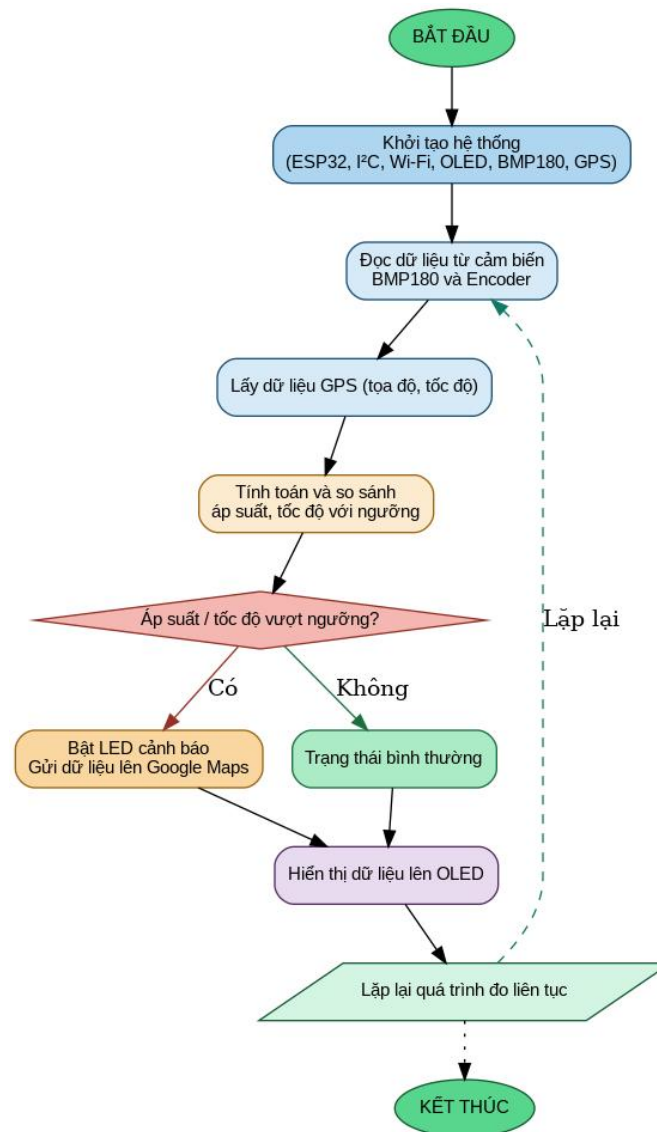 BẮT ĐẦU
Khởi tạo hệ thống
(ESP32, I²C, Wi-Fi, OLED, BMP180, GPS)
Đọc dữ liệu từ cảm biến
BMP180 và Encoder
Lấy dữ liệu GPS (tọa độ, tốc độ)
Tính toán và so sánh
áp suất, tốc độ với ngưỡng
Áp suất / tốc độ vượt ngưỡng?
Lặp lại
Có
Không
Bật LED cảnh báo
Gửi dữ liệu lên Google Maps
Trạng thái bình thường
Hiển thị dữ liệu lên OLED
Lặp lại quá trình đo liên tục
KẾT THÚC